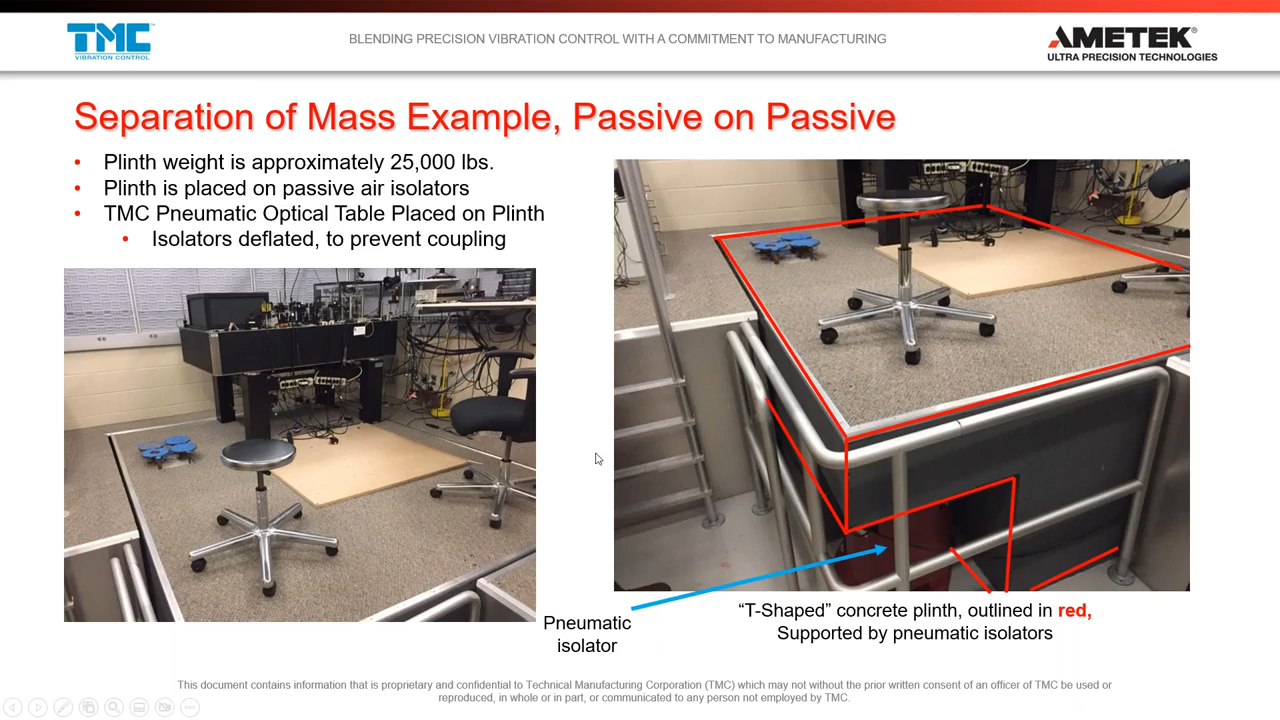 TMC
VIBRATION CONTROL
BLENDING PRECISION VIBRATION CONTROL WITH A COMMITMENT TO MANUFACTURING
AMETEK®
ULTRA PRECISION TECHNOLOGIES
Separation of Mass Example, Passive on Passive
• Plinth weight is approximately 25,000 lbs.
• Plinth is placed on passive air isolators
• TMC Pneumatic Optical Table Placed on Plinth
• Isolators deflated, to prevent coupling
Pneumatic
isolator
“T-Shaped” concrete plinth, outlined in red,
Supported by pneumatic isolators
This document contains information that is proprietary and confidential to Technical Manufacturing Corporation (TMC) which may not without the prior written consent of an officer of TMC be used or
reproduced, in whole or in part, or communicated to any person not employed by TMC.